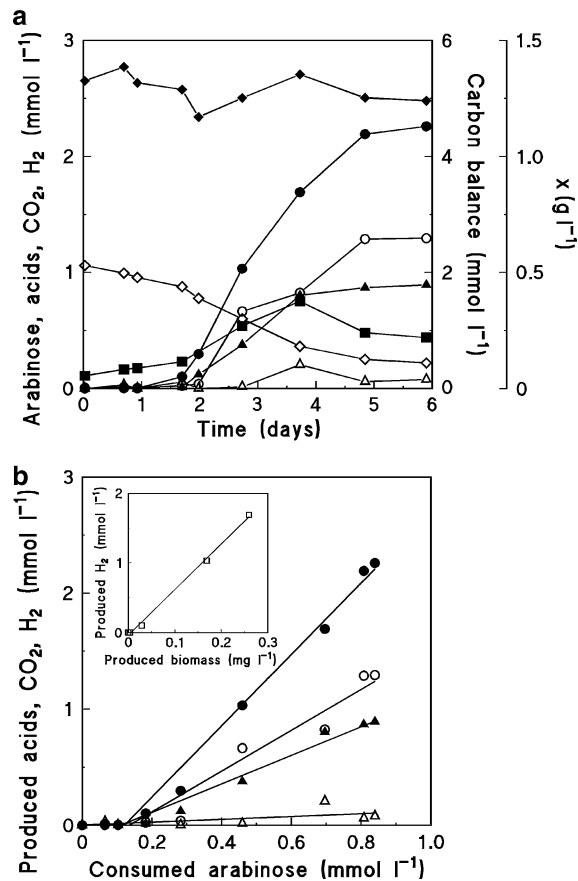 a
Arabinose, acids, CO2, H2 (mmol l−1)
3
2
1
0
6
4
2
0
Carbon balance (mmol l−1)
1.5
1.0
0.5
0
x (g l−1)
0 1 2 3 4 5 6
Time (days)
b
Produced acids, CO2, H2 (mmol l−1)
3
2
1
0
Produced H2 (mmol l−1)
2
1
0
0 0.1 0.2 0.3
Produced biomass (mg l−1)
0 0.2 0.4 0.6 0.8 1.0
Consumed arabinose (mmol l−1)